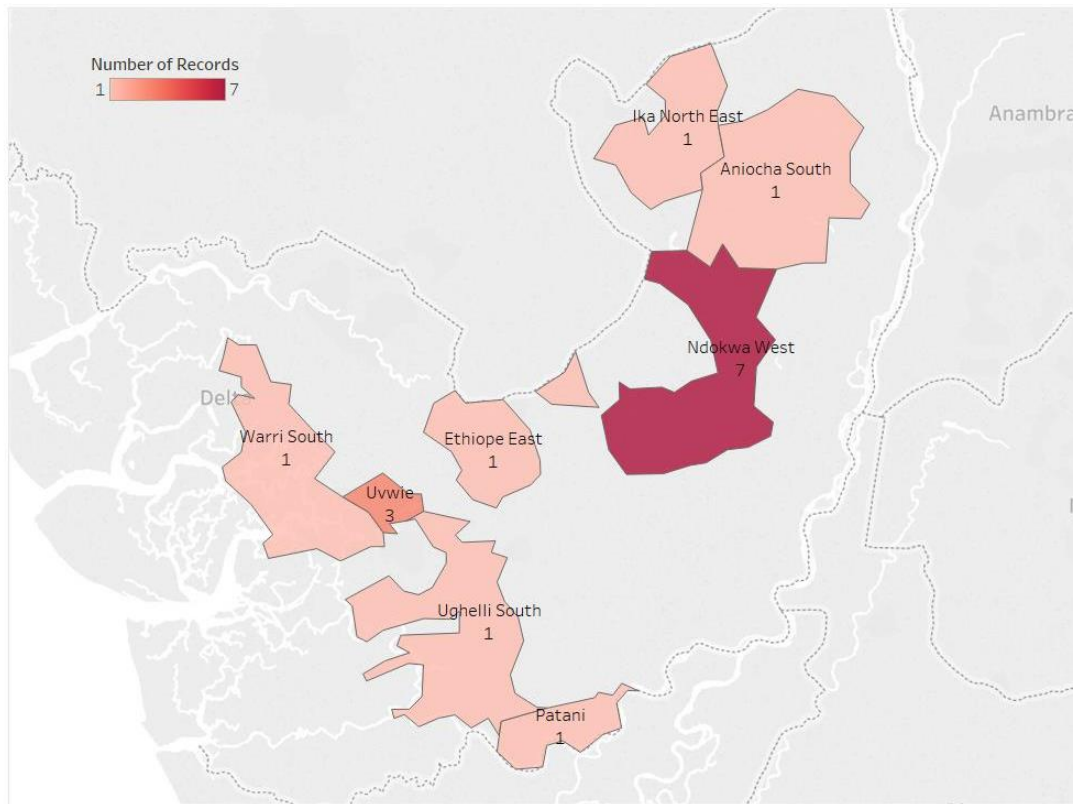 Number of Records
1 7
Anambra
Ika North East
1
Aniocha South
1
Ndokwa West
7
Delt
Warri South
1
Ethiope East
1
Uvwie
3
Ughelli South
1
Patani
1